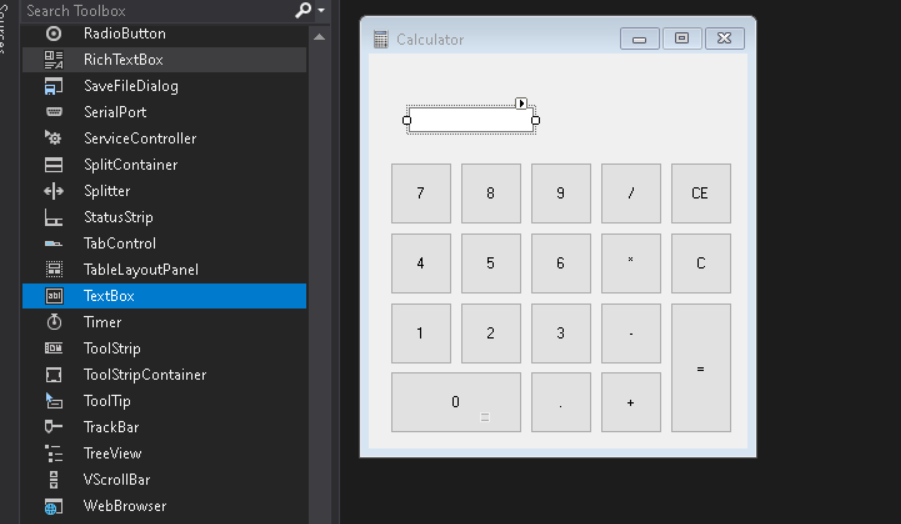 Sources
Search Toolbox
RadioButton
RichTextBox
SaveFileDialog
SerialPort
ServiceController
SplitContainer
Splitter
StatusStrip
TabControl
TableLayoutPanel
abl TextBox
Timer
ToolStrip
ToolStripContainer
ToolTip
TrackBar
TreeView
VScrollBar
WebBrowser
Calculator
7 8 9 / CE
4 5 6 * C
1 2 3 - =
0 . +